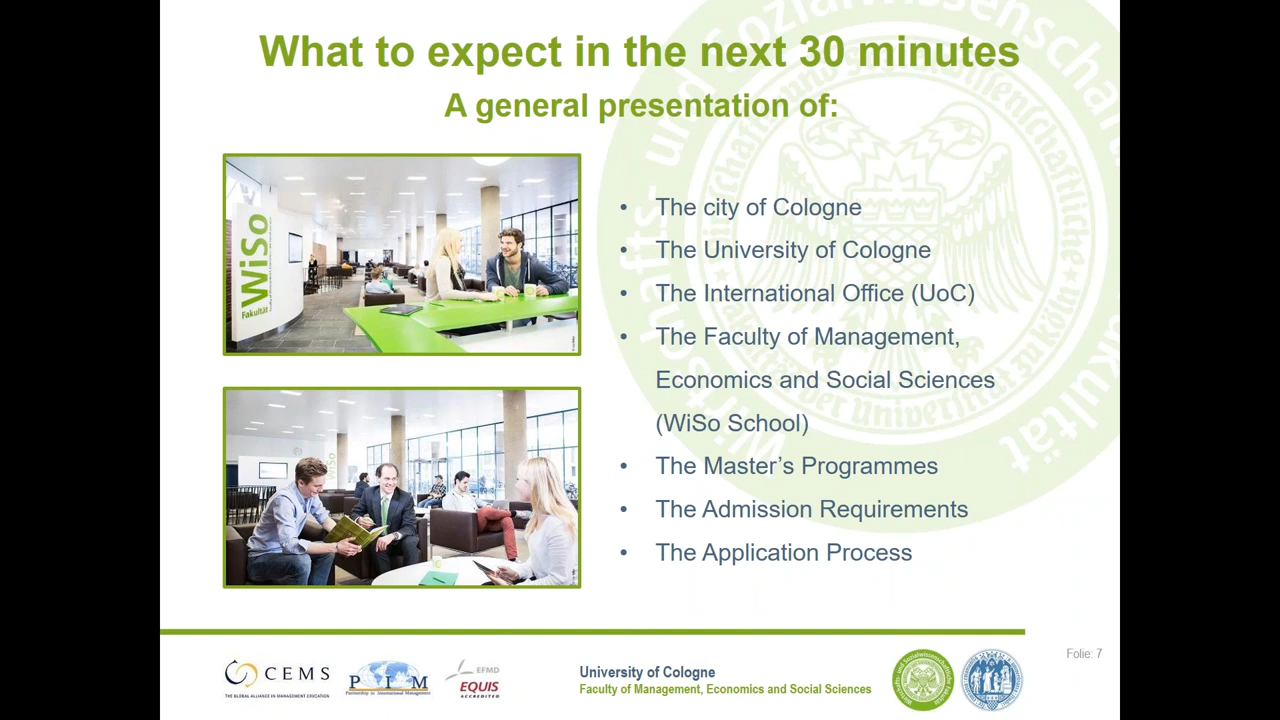 What to expect in the next 30 minutes
A general presentation of:
WiSo
Fakultät
• The city of Cologne
• The University of Cologne
• The International Office (UoC)
• The Faculty of Management,
Economics and Social Sciences
(WiSo School)
• The Master's Programmes
• The Admission Requirements
• The Application Process
CEMS
THE GLOBAL ALLIANCE IN MANAGEMENT EDUCATION
PIM
Partnership in International Management
EFMD
EQUIS
ACCREDITED
University of Cologne
Faculty of Management, Economics and Social Sciences
Folie: 7